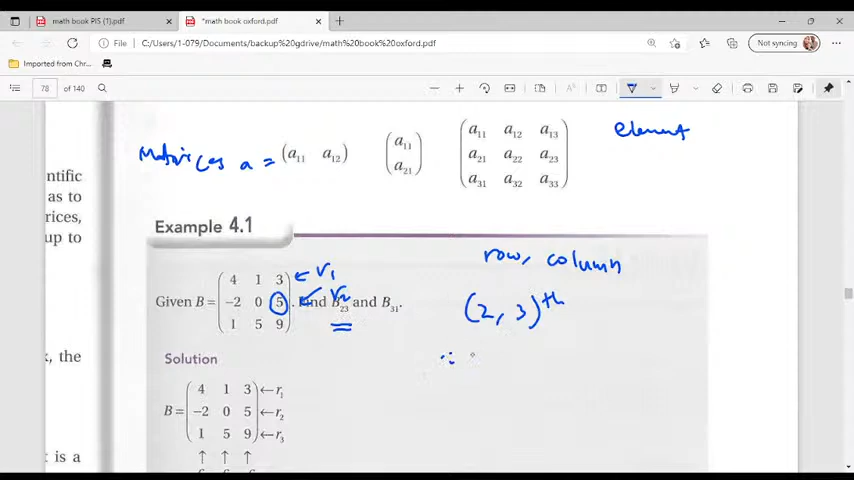 math book PIS (1).pdf
*math book oxford.pdf
File
C:/Users/1-079/Documents/backup%20gdrive/math%20book%20oxford.pdf
Not syncing
Imported from Chr...
78 of 140
Matrices a = (a11 a12) (a11 a21) (a11 a12 a13
a21 a22 a23
a31 a32 a33)
element
ntific
as to
rices,
up to
Example 4.1
row, column
Given B = (4 1 3
−2 0 5
1 5 9). Find B23 and B31.
← r1
← r2
(2, 3)th
∴
x, the
Solution
B = (4 1 3 ← r1
−2 0 5 ← r2
1 5 9 ← r3)
↑ ↑ ↑
t is a